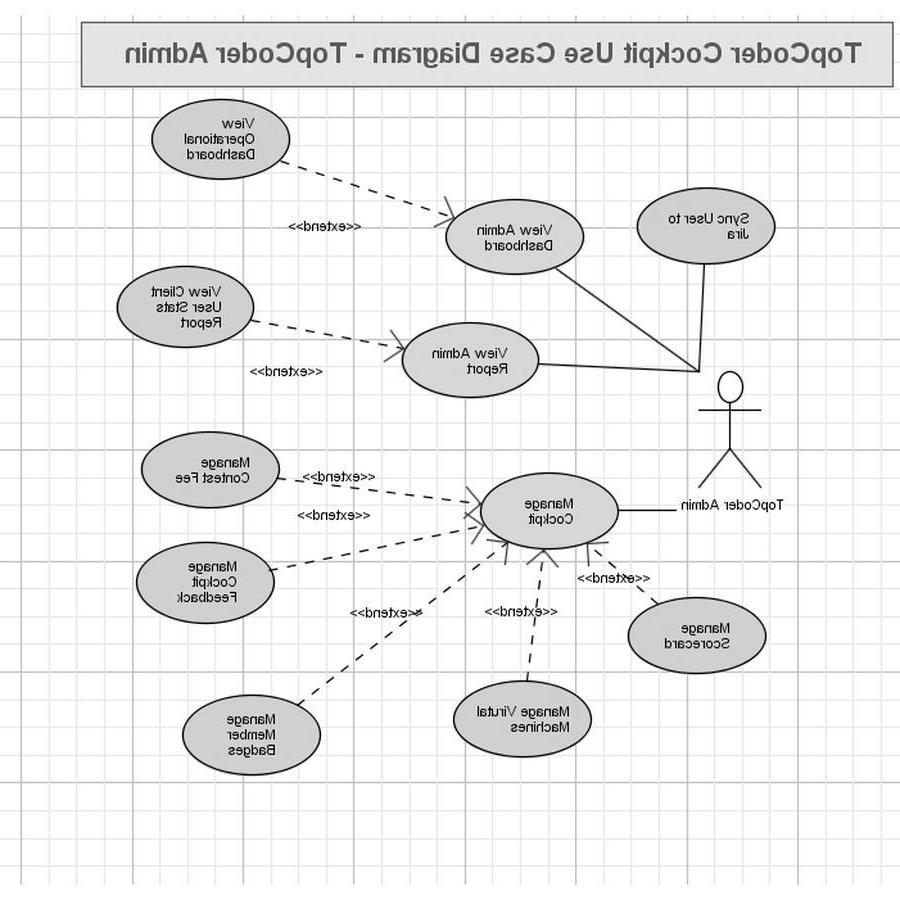 TopCoder Cockpit Use Case Diagram - TopCoder Admin
View
Operational
Dashboard
<<extend>>
View Admin
Dashboard
Sync User to
Jira
View Client
User Stats
Report
<<extend>>
View Admin
Report
Manage
Contest Fee
<<extend>>
<<extend>>
Manage
Cockpit
TopCoder Admin
Manage
Cockpit
Feedback
<<extend>>
<<extend>>
<<extend>>
Manage
Scorecard
Manage
Member
Badges
Manage Virutal
Machines